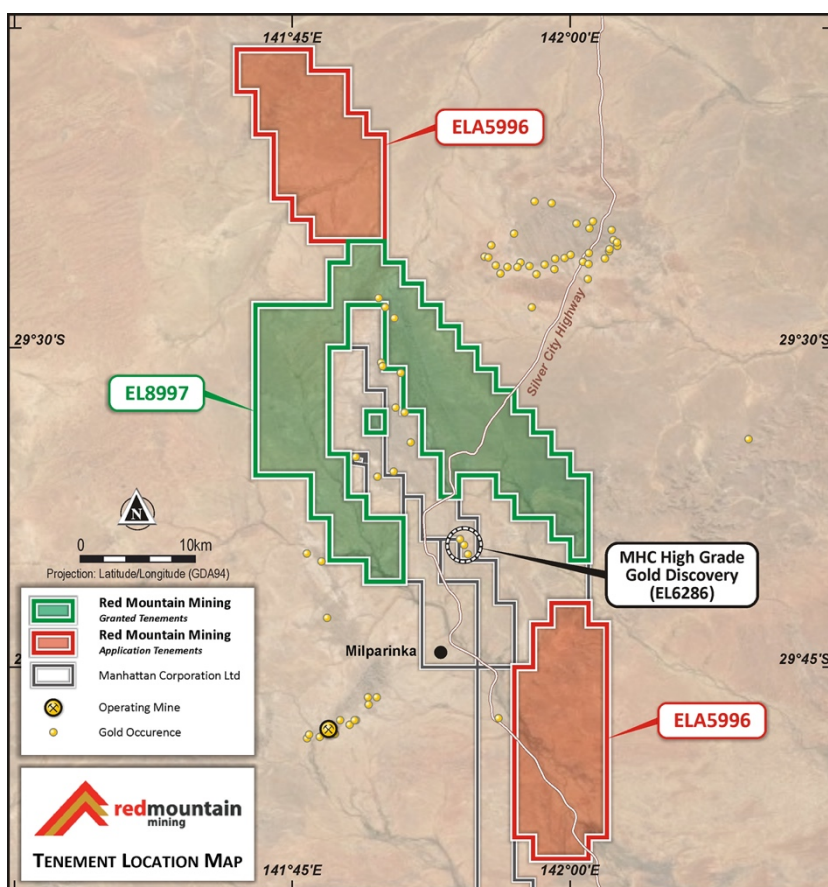 141°45'E
142°00'E
ELA5996
Silver City Highway
29°30'S
29°30'S
EL8997
N
0 10km
Projection: Latitude/Longitude (GDA94)
MHC High Grade
Gold Discovery
(EL6286)
Red Mountain Mining
Granted Tenements
Red Mountain Mining
Application Tenements
Manhattan Corporation Ltd
Operating Mine
Gold Occurence
Milparinka
29°45'S
ELA5996
redmountain
mining
TENEMENT LOCATION MAP
141°45'E
142°00'E